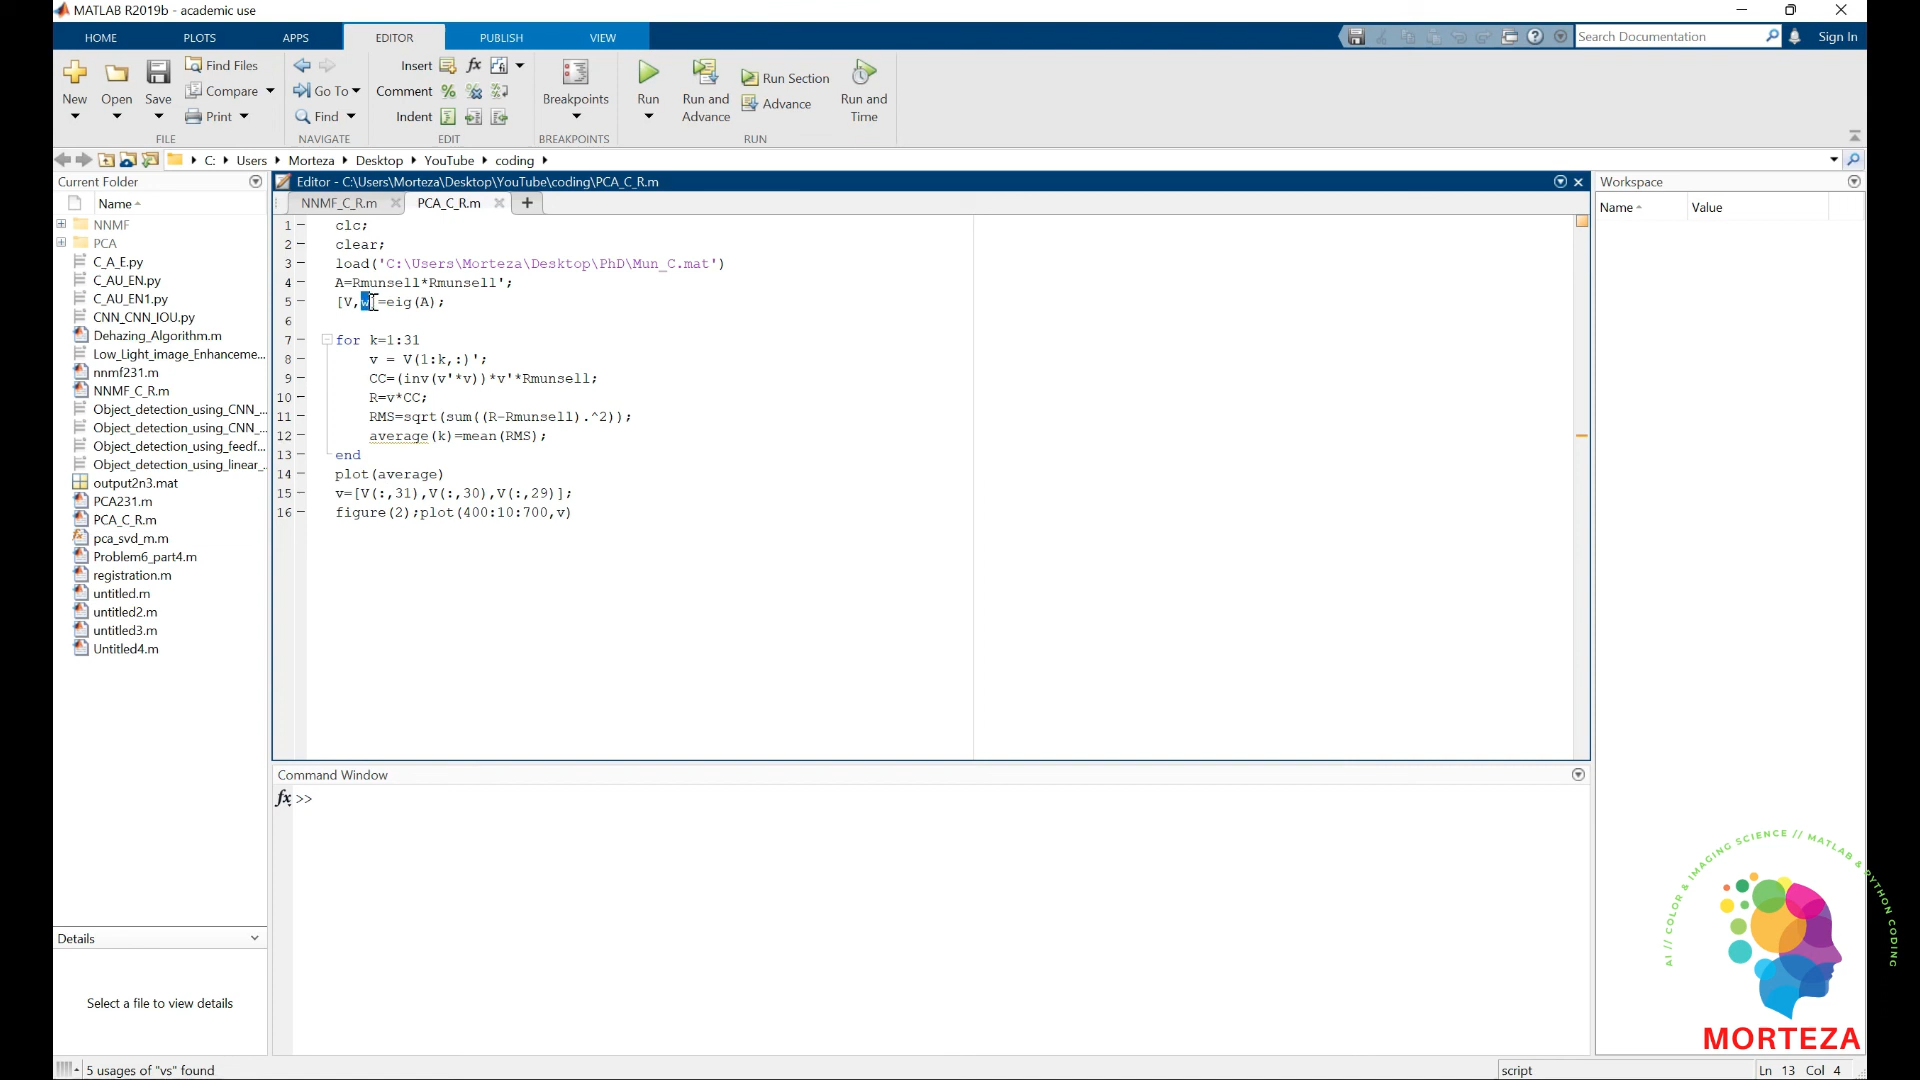 MATLAB R2019b - academic use
HOME PLOTS APPS EDITOR PUBLISH VIEW
Search Documentation
Sign In
New
Open
Save
Find Files
Compare
Print
FILE
Go To
Find
NAVIGATE
Insert
Comment
Indent
EDIT
Breakpoints
BREAKPOINTS
Run
Run and
Advance
Run Section
Advance
Run and
Time
RUN
C: Users Morteza Desktop YouTube coding
Current Folder
Name
NNMF
PCA
C_A_E.py
C_AU_EN.py
C_AU_EN1.py
CNN_CNN_IOU.py
Dehazing_Algorithm.m
Low_Light_image_Enhanceme...
nnmf231.m
NNMF_C_R.m
Object_detection_using_CNN_...
Object_detection_using_CNN_...
Object_detection_using_feedf...
Object_detection_using_linear_...
output2n3.mat
PCA231.m
PCA_C_R.m
pca_svd_m.m
Problem6_part4.m
registration.m
untitled.m
untitled2.m
untitled3.m
Untitled4.m
Details
Select a file to view details
Editor - C:\Users\Morteza\Desktop\YouTube\coding\PCA_C_R.m
NNMF_C_R.m PCA_C_R.m +
1 - clc;
2 - clear;
3 - load('C:\Users\Morteza\Desktop\PhD\Mun_C.mat')
4 - A=Rmunsell*Rmunsell';
5 - [V,w]=eig(A);
6
7 - for k=1:31
8 - v = V(1:k,:)';
9 - CC=(inv(v'*v))*v'*Rmunsell;
10 - R=v*CC;
11 - RMS=sqrt(sum((R-Rmunsell).^2));
12 - average(k)=mean(RMS);
13 - end
14 - plot(average)
15 - v=[V(:,31),V(:,30),V(:,29)];
16 - figure(2);plot(400:10:700,v)
Command Window
fx >>
Workspace
Name Value
AI // COLOR & IMAGING SCIENCE // MATLAB & PYTHON CODING
MORTEZA
5 usages of "vs" found
script
Ln 13 Col 4